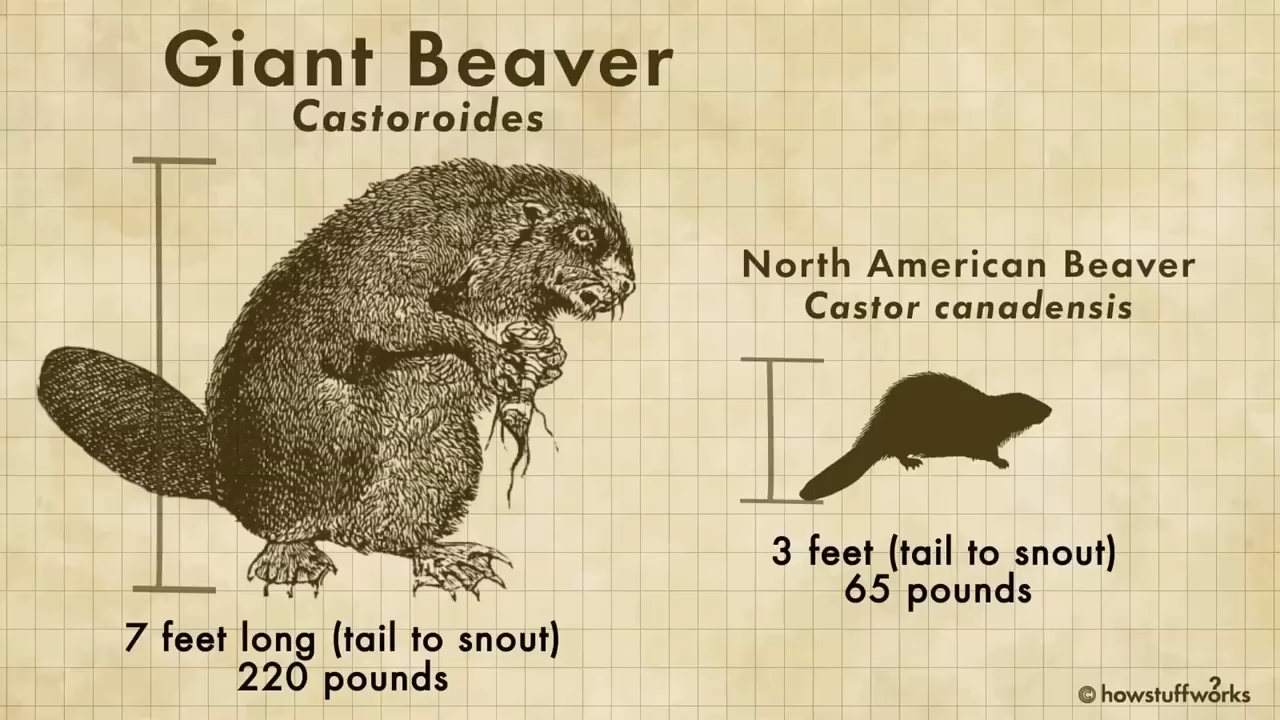 Giant Beaver
Castoroides
North American Beaver
Castor canadensis
3 feet (tail to snout)
65 pounds
7 feet long (tail to snout)
220 pounds
© howstuffworks?